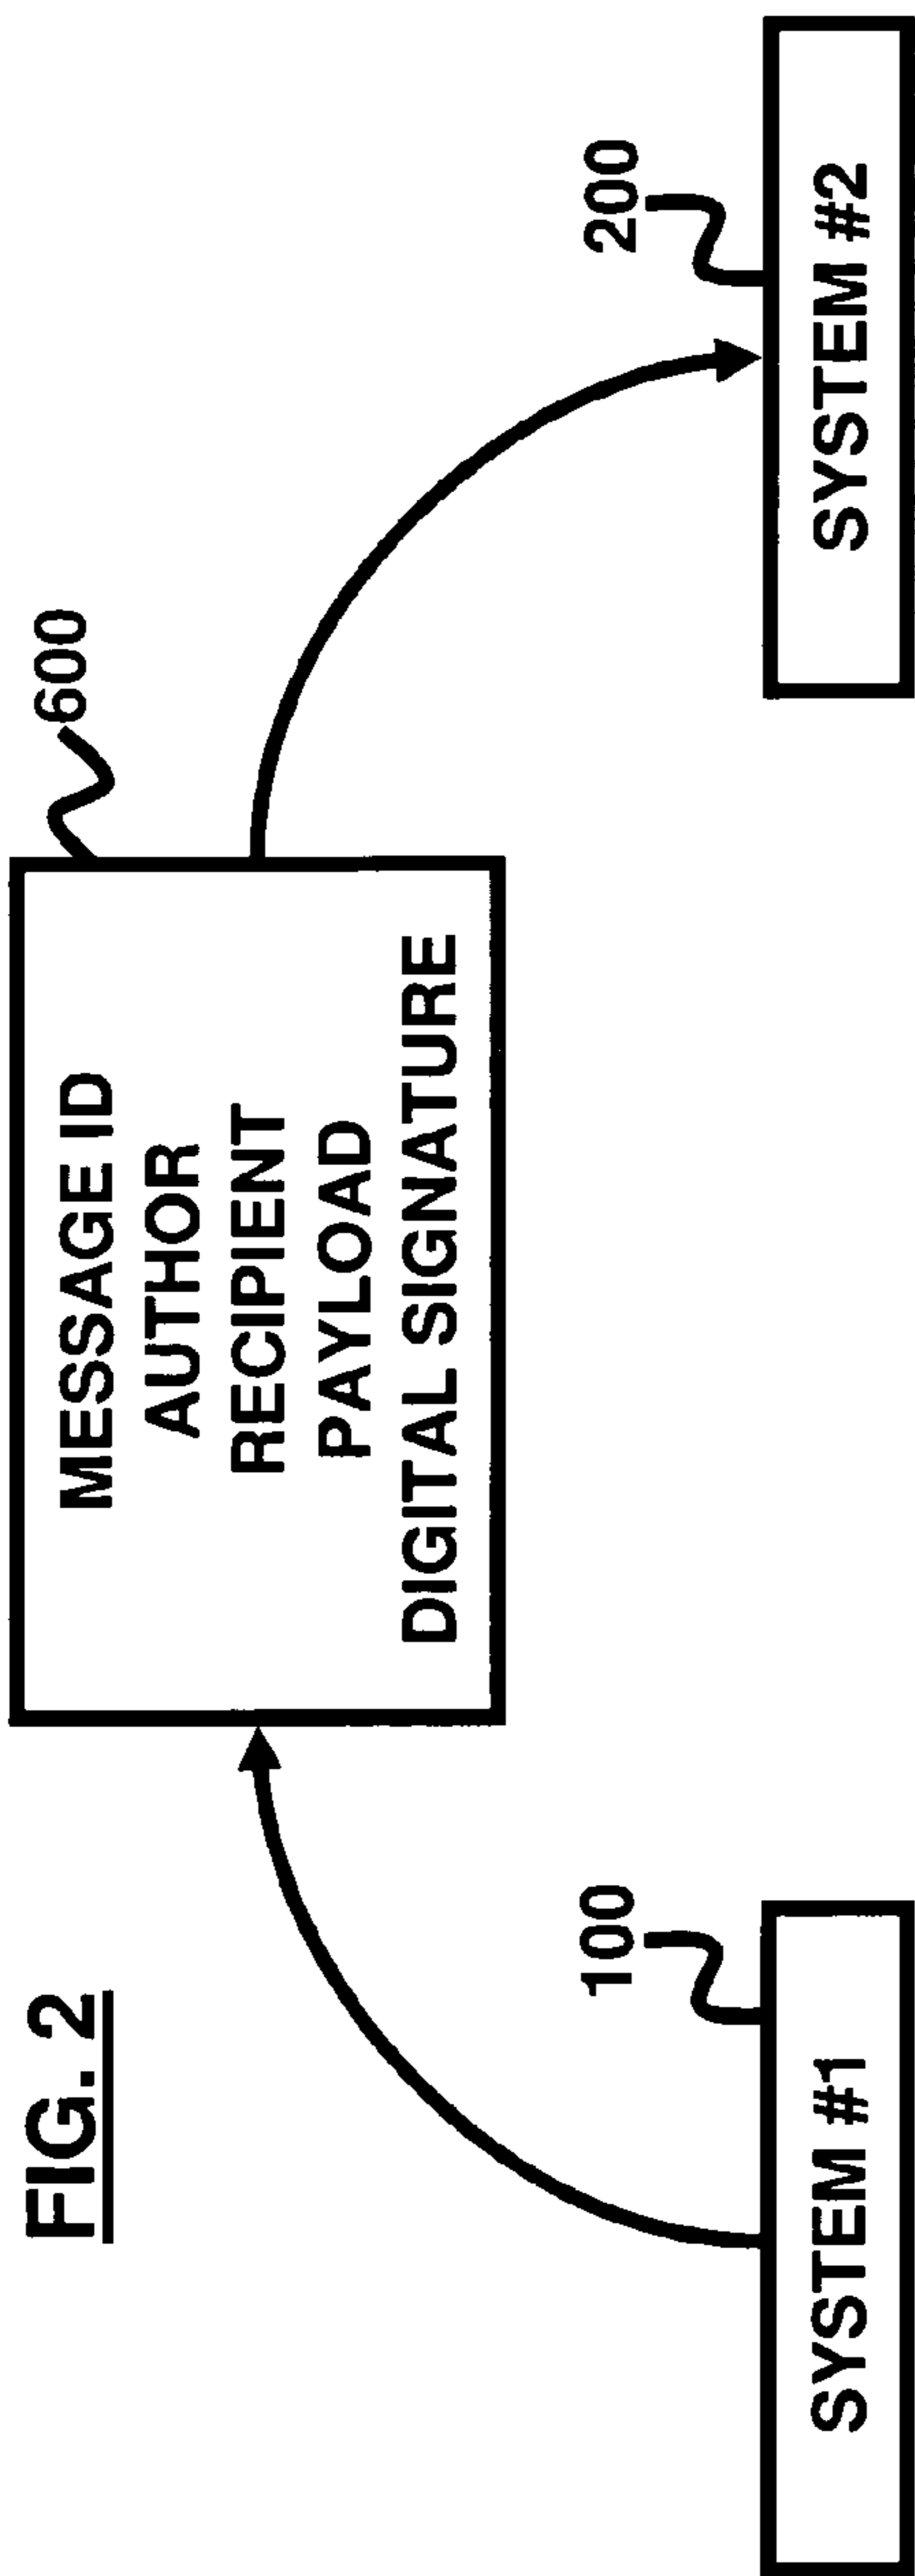 FIG. 2
600
MESSAGE ID
AUTHOR
RECIPIENT
PAYLOAD
DIGITAL SIGNATURE
100
200
SYSTEM #1
SYSTEM #2